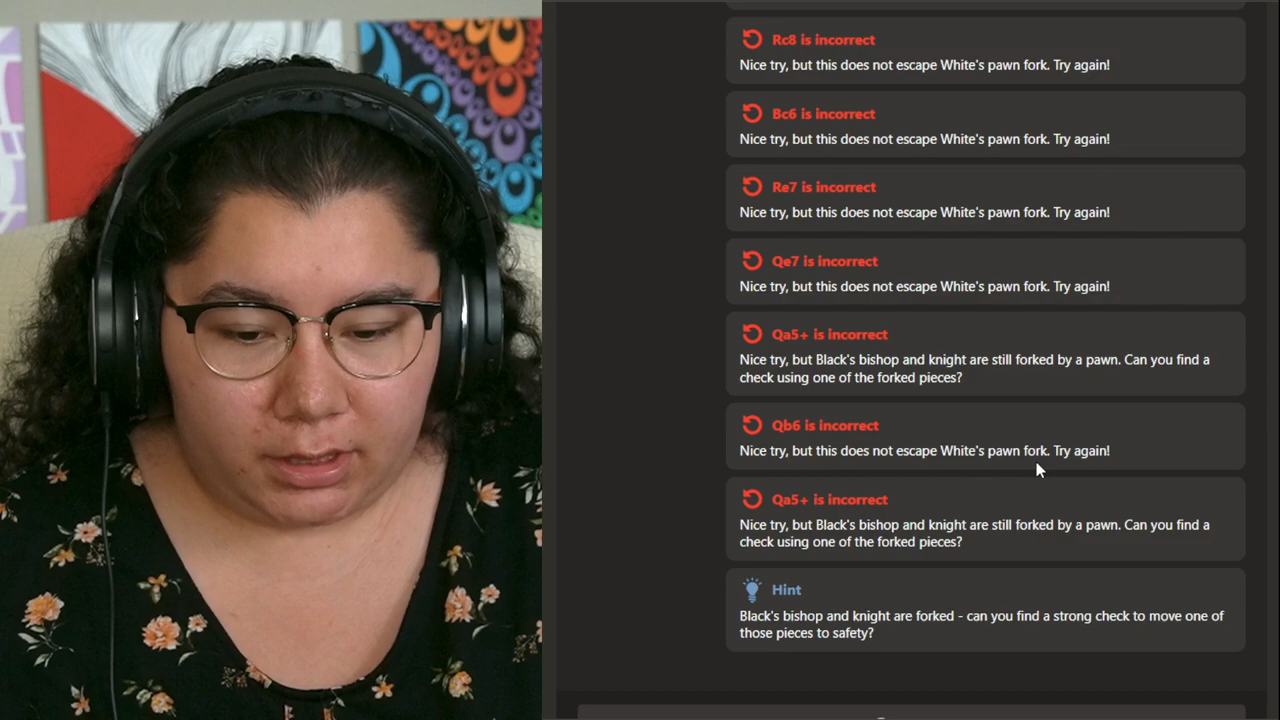 Rc8 is incorrect
Nice try, but this does not escape White's pawn fork. Try again!
Bc6 is incorrect
Nice try, but this does not escape White's pawn fork. Try again!
Re7 is incorrect
Nice try, but this does not escape White's pawn fork. Try again!
Qe7 is incorrect
Nice try, but this does not escape White's pawn fork. Try again!
Qa5+ is incorrect
Nice try, but Black's bishop and knight are still forked by a pawn. Can you find a
check using one of the forked pieces?
Qb6 is incorrect
Nice try, but this does not escape White's pawn fork. Try again!
Qa5+ is incorrect
Nice try, but Black's bishop and knight are still forked by a pawn. Can you find a
check using one of the forked pieces?
Hint
Black's bishop and knight are forked - can you find a strong check to move one of
those pieces to safety?